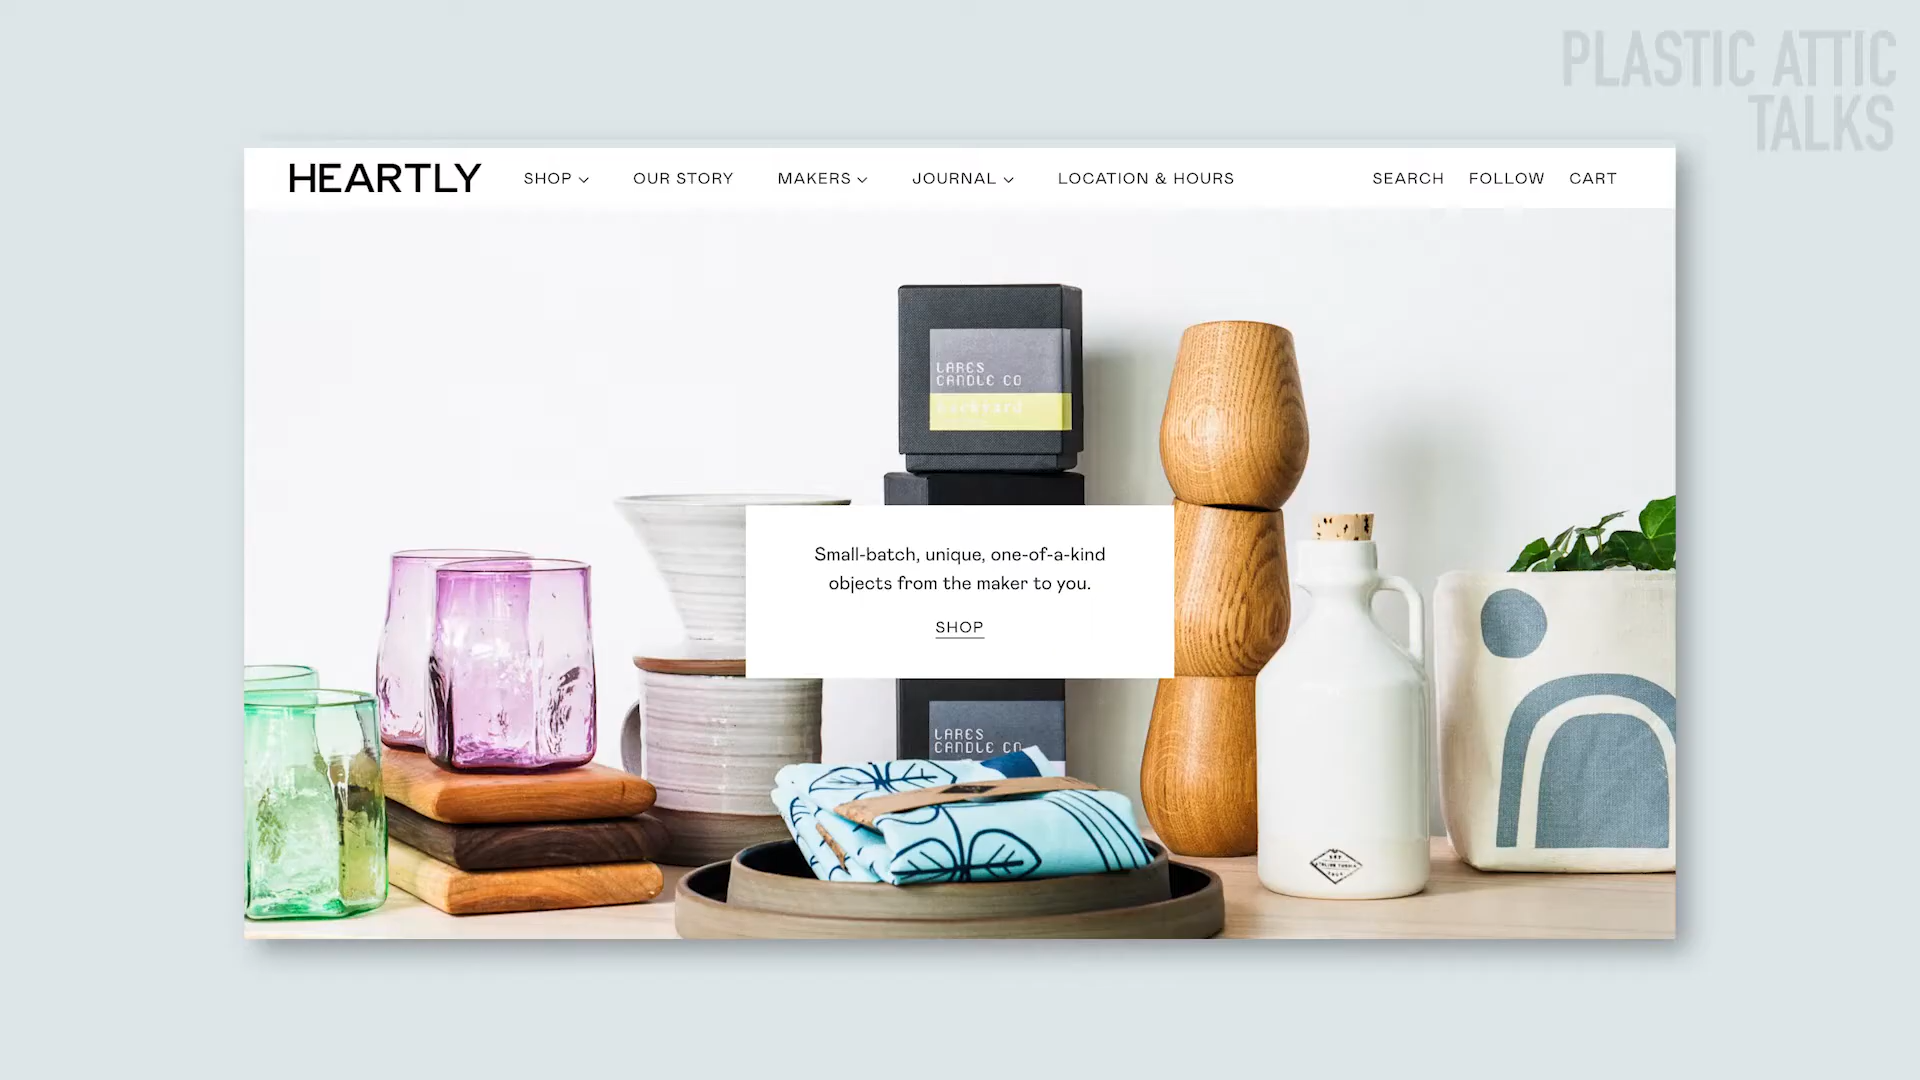 PLASTIC ATTIC
TALKS
HEARTLY
SHOP
OUR STORY
MAKERS
JOURNAL
LOCATION & HOURS
SEARCH
FOLLOW
CART
LARES
CANDLE CO
backyard
Small-batch, unique, one-of-a-kind
objects from the maker to you.
SHOP
LARES
CANDLE CO